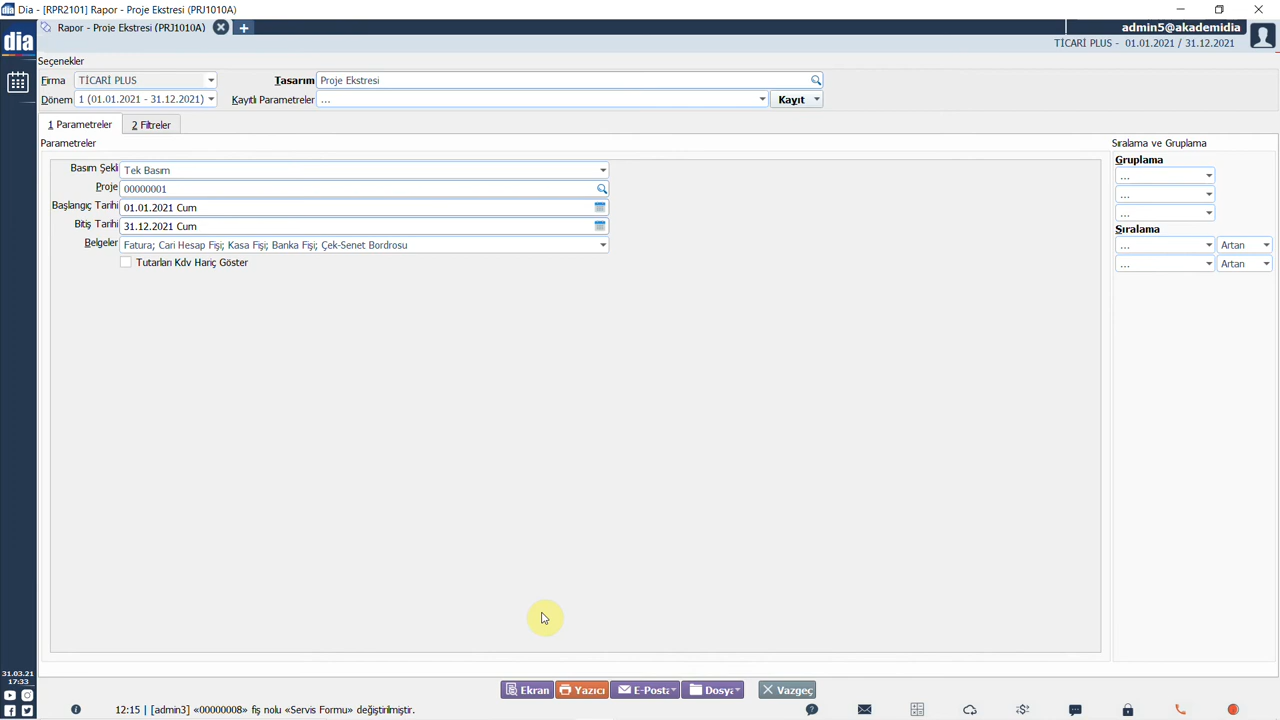 Dia - [RPR2101] Rapor - Proje Ekstresi (PRJ1010A)
dia
Rapor - Proje Ekstresi (PRJ1010A)
admin5@akademidia
TİCARİ PLUS - 01.01.2021 / 31.12.2021
Seçenekler
Firma TİCARİ PLUS
Tasarım Proje Ekstresi
Dönem 1 (01.01.2021 - 31.12.2021)
Kayıtlı Parametreler ...
Kayıt
1 Parametreler
2 Filtreler
Parametreler
Basım Şekli Tek Basım
Proje 00000001
Başlangıç Tarihi 01.01.2021 Cum
Bitiş Tarihi 31.12.2021 Cum
Belgeler Fatura; Cari Hesap Fişi; Kasa Fişi; Banka Fişi; Çek-Senet Bordrosu
Tutarları Kdv Hariç Göster
Sıralama ve Gruplama
Gruplama
...
...
...
Sıralama
... Artan
... Artan
31.03.21
17:33
Ekran
Yazıcı
E-Posta
Dosya
Vazgeç
12:15 | [admin3] «00000008» fiş nolu «Servis Formu» değiştirilmiştir.